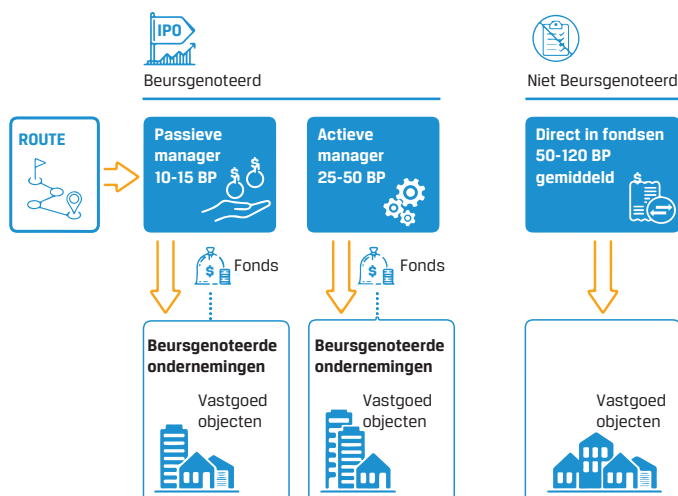 IPO
Beursgenoteerd
Niet Beursgenoteerd
ROUTE
Passieve
manager
10-15 BP
$
$
Actieve
manager
25-50 BP
Direct in fondsen
50-120 BP
gemiddeld
$
$
Fonds
$
Fonds
Beursgenoteerde
ondernemingen
Vastgoed
objecten
Beursgenoteerde
ondernemingen
Vastgoed
objecten
Vastgoed
objecten